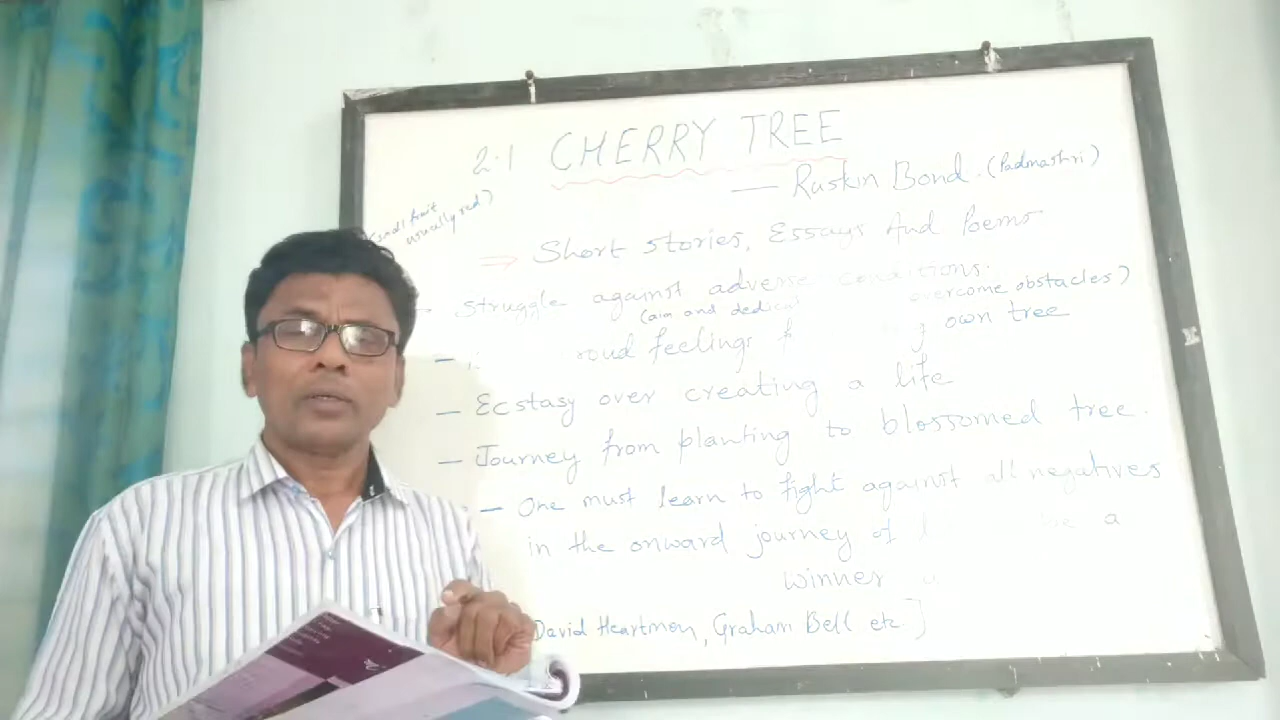 2.1 CHERRY TREE
— Ruskin Bond. (Padmashri)
(small fruit
usually red)
⇒ Short stories, Essays And Poems
- Struggle against adverse conditions.
(aim and overcome obstacles)
- feelings own tree
- Ecstasy over creating a life
- Journey from planting to blossomed tree.
- One must learn to fight against all negatives
in the onward journey of be a
winner
David Heartmon, Graham Bell etc.]